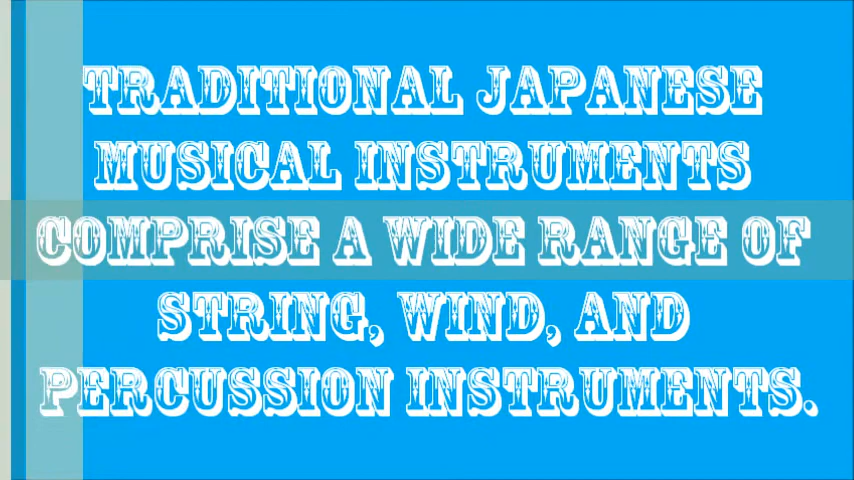 TRADITIONAL JAPANESE
MUSICAL INSTRUMENTS
COMPRISE A WIDE RANGE OF
STRING, WIND, AND
PERCUSSION INSTRUMENTS.